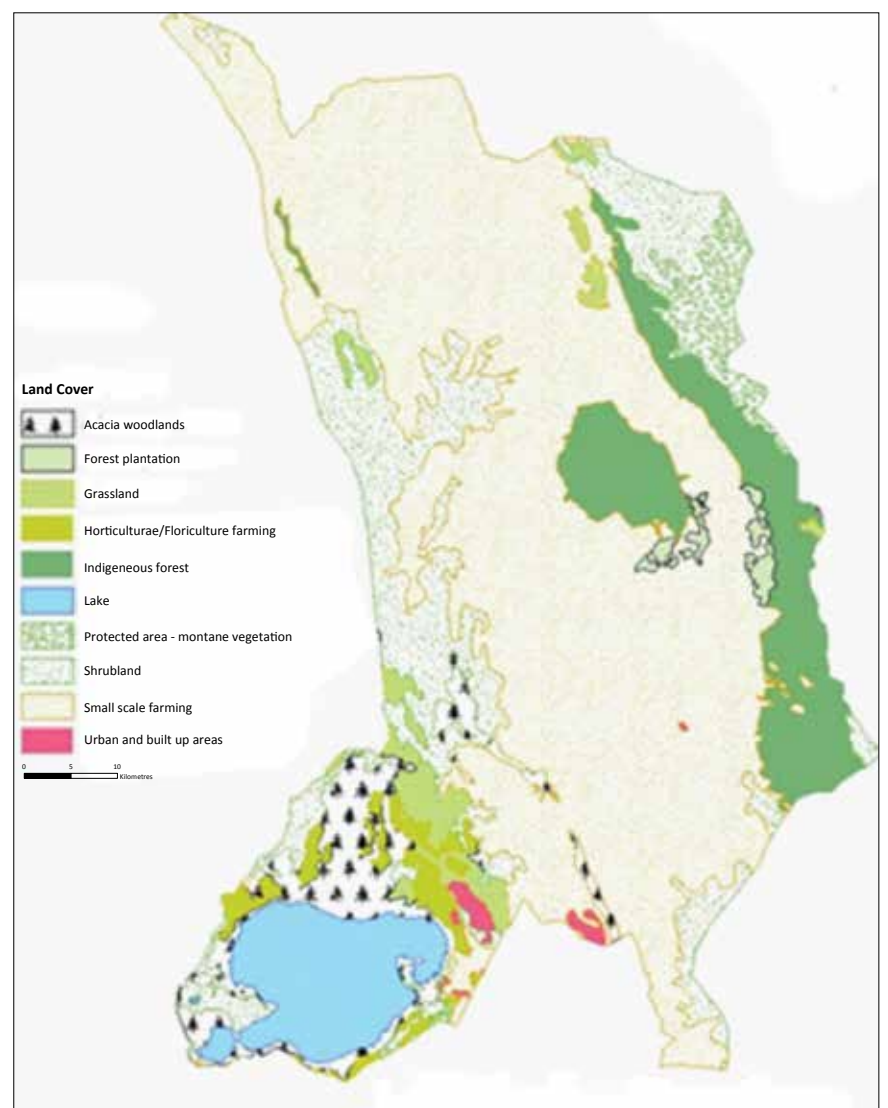 Land Cover
Acacia woodlands
Forest plantation
Grassland
Horticulturae/Floriculture farming
Indigeneous forest
Lake
Protected area - montane vegetation
Shrubland
Small scale farming
Urban and built up areas
0 5 10
Kilometres